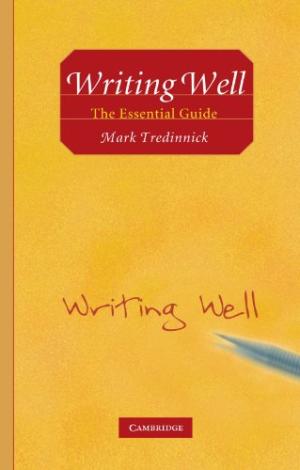 Writing Well
The Essential Guide
Mark Tredinnick
Writing Well
CAMBRIDGE